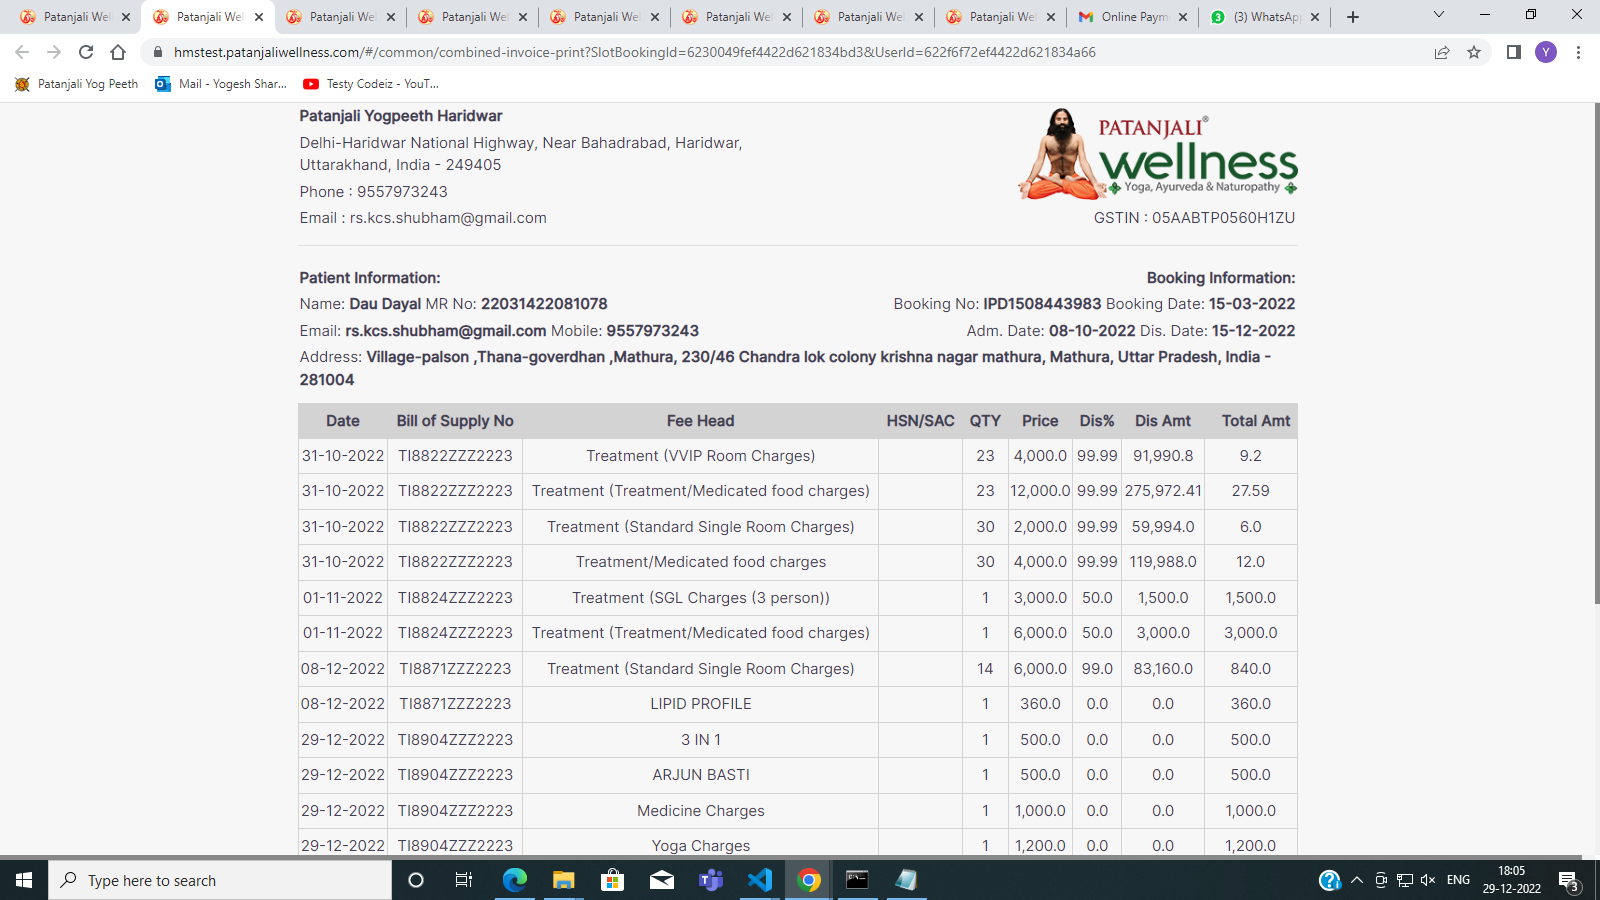 Patanjali Wel Patanjali Wel Patanjali Wel Patanjali Wel Patanjali Wel Patanjali Wel Patanjali Wel Patanjali Wel Online Paym (3) WhatsApp
hmstest.patanjaliwellness.com/#/common/combined-invoice-print?SlotBookingId=6230049fef4422d621834bd3&UserId=622f6f72ef4422d621834a66 Y
Patanjali Yog Peeth Mail - Yogesh Shar... Testy Codeiz - YouT...
Patanjali Yogpeeth Haridwar
Delhi-Haridwar National Highway, Near Bahadrabad, Haridwar,
Uttarakhand, India - 249405
Phone : 9557973243
Email : rs.kcs.shubham@gmail.com
PATANJALI®
wellness
Yoga, Ayurveda & Naturopathy
GSTIN : 05AABTP0560H1ZU
Patient Information: Booking Information:
Name: Dau Dayal MR No: 22031422081078 Booking No: IPD1508443983 Booking Date: 15-03-2022
Email: rs.kcs.shubham@gmail.com Mobile: 9557973243 Adm. Date: 08-10-2022 Dis. Date: 15-12-2022
Address: Village-palson ,Thana-goverdhan ,Mathura, 230/46 Chandra lok colony krishna nagar mathura, Mathura, Uttar Pradesh, India -
281004
Date Bill of Supply No Fee Head HSN/SAC QTY Price Dis% Dis Amt Total Amt
31-10-2022 TI8822ZZZ2223 Treatment (VVIP Room Charges) 23 4,000.0 99.99 91,990.8 9.2
31-10-2022 TI8822ZZZ2223 Treatment (Treatment/Medicated food charges) 23 12,000.0 99.99 275,972.41 27.59
31-10-2022 TI8822ZZZ2223 Treatment (Standard Single Room Charges) 30 2,000.0 99.99 59,994.0 6.0
31-10-2022 TI8822ZZZ2223 Treatment/Medicated food charges 30 4,000.0 99.99 119,988.0 12.0
01-11-2022 TI8824ZZZ2223 Treatment (SGL Charges (3 person)) 1 3,000.0 50.0 1,500.0 1,500.0
01-11-2022 TI8824ZZZ2223 Treatment (Treatment/Medicated food charges) 1 6,000.0 50.0 3,000.0 3,000.0
08-12-2022 TI8871ZZZ2223 Treatment (Standard Single Room Charges) 14 6,000.0 99.0 83,160.0 840.0
08-12-2022 TI8871ZZZ2223 LIPID PROFILE 1 360.0 0.0 0.0 360.0
29-12-2022 TI8904ZZZ2223 3 IN 1 1 500.0 0.0 0.0 500.0
29-12-2022 TI8904ZZZ2223 ARJUN BASTI 1 500.0 0.0 0.0 500.0
29-12-2022 TI8904ZZZ2223 Medicine Charges 1 1,000.0 0.0 0.0 1,000.0
29-12-2022 TI8904ZZZ2223 Yoga Charges 1 1,200.0 0.0 0.0 1,200.0
Type here to search ENG 18:05
29-12-2022 3